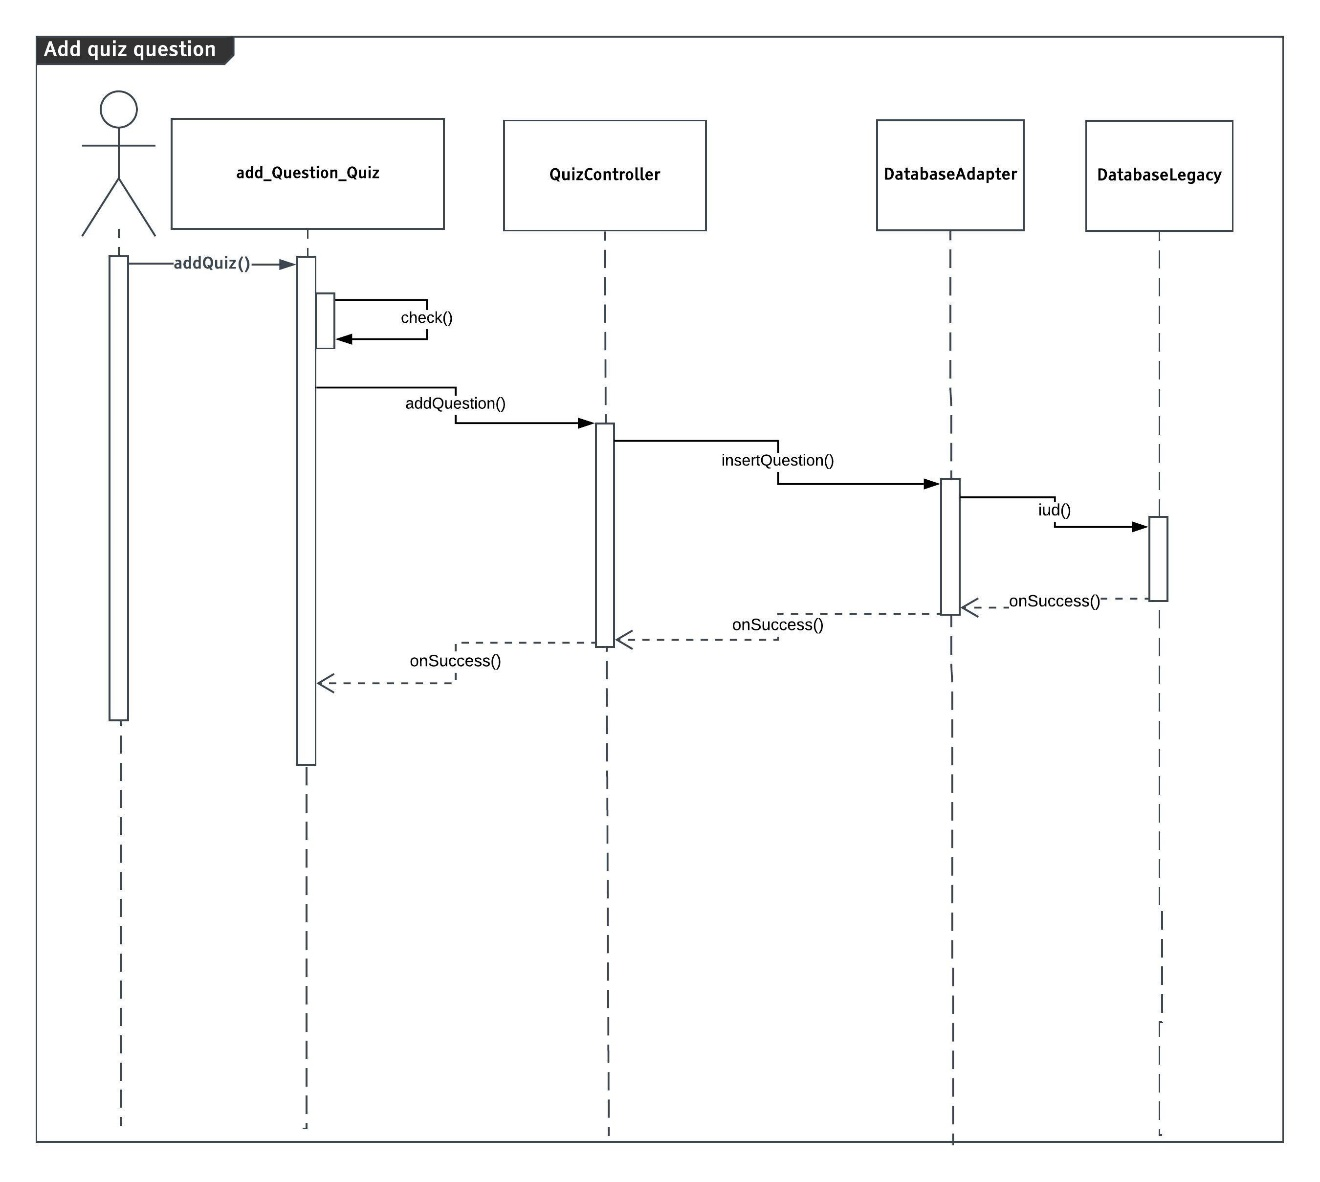 Add quiz question
add_Question_Quiz
QuizController
DatabaseAdapter
DatabaseLegacy
addQuiz()
check()
addQuestion()
insertQuestion()
iud()
onSuccess()
onSuccess()
onSuccess()